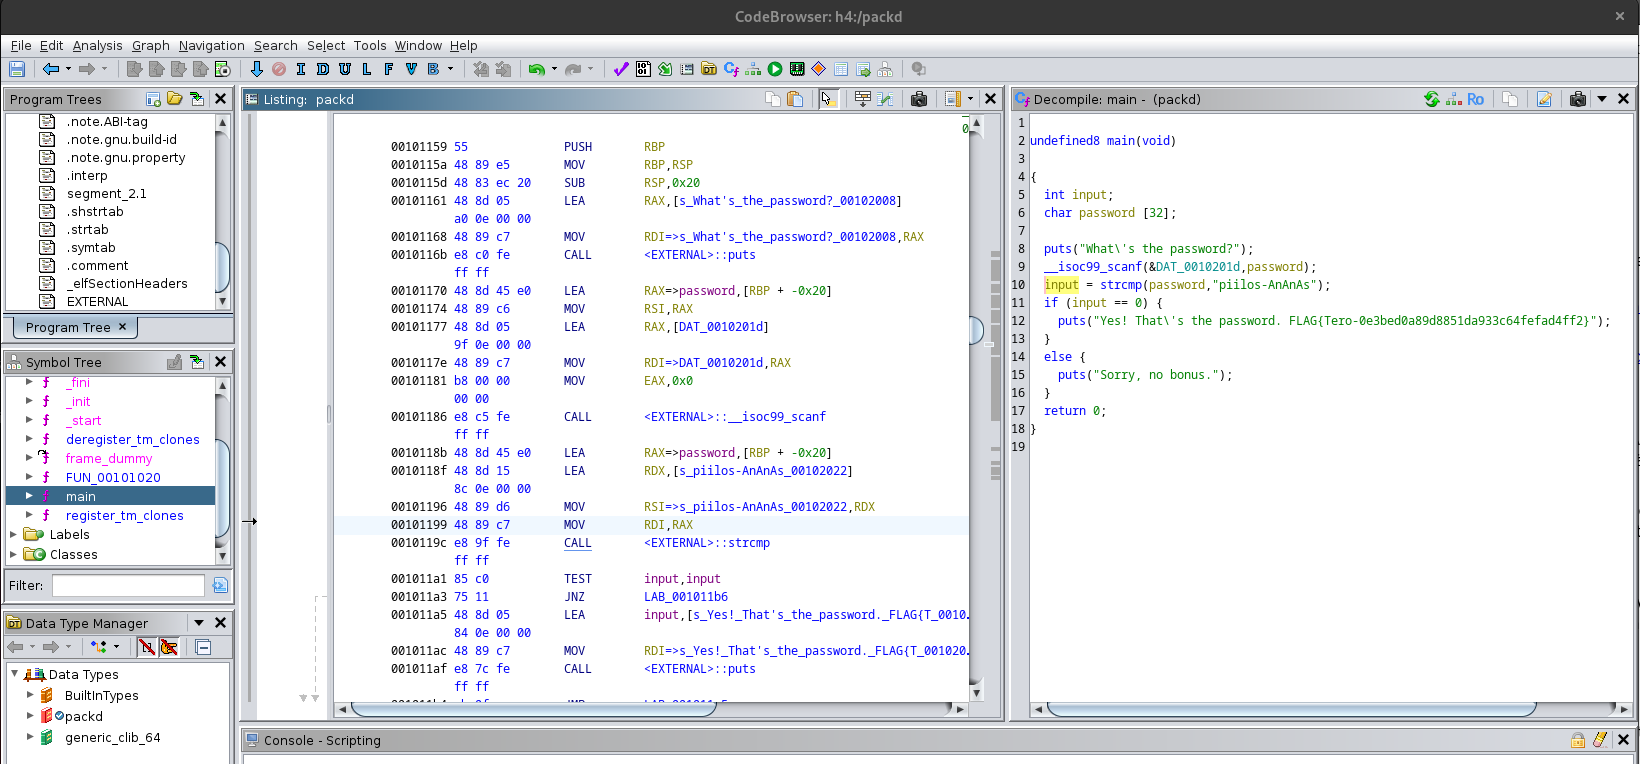 CodeBrowser: h4:/packd
File Edit Analysis Graph Navigation Search Select Tools Window Help
I D U L F V B
Program Trees
.note.ABI-tag
.note.gnu.build-id
.note.gnu.property
.interp
segment_2.1
.shstrtab
.strtab
.symtab
.comment
_elfSectionHeaders
EXTERNAL
Program Tree
Symbol Tree
_fini
_init
_start
deregister_tm_clones
frame_dummy
FUN_00101020
main
register_tm_clones
Labels
Classes
Filter:
Data Type Manager
Data Types
BuiltInTypes
packd
generic_clib_64
Listing: packd
00101159 55 PUSH RBP
0010115a 48 89 e5 MOV RBP,RSP
0010115d 48 83 ec 20 SUB RSP,0x20
00101161 48 8d 05 LEA RAX,[s_What's_the_password?_00102008]
a0 0e 00 00
00101168 48 89 c7 MOV RDI=>s_What's_the_password?_00102008,RAX
0010116b e8 c0 fe CALL <EXTERNAL>::puts
ff ff
00101170 48 8d 45 e0 LEA RAX=>password,[RBP + -0x20]
00101174 48 89 c6 MOV RSI,RAX
00101177 48 8d 05 LEA RAX,[DAT_0010201d]
9f 0e 00 00
0010117e 48 89 c7 MOV RDI=>DAT_0010201d,RAX
00101181 b8 00 00 MOV EAX,0x0
00 00
00101186 e8 c5 fe CALL <EXTERNAL>::__isoc99_scanf
ff ff
0010118b 48 8d 45 e0 LEA RAX=>password,[RBP + -0x20]
0010118f 48 8d 15 LEA RDX,[s_piilos-AnAnAs_00102022]
8c 0e 00 00
00101196 48 89 d6 MOV RSI=>s_piilos-AnAnAs_00102022,RDX
00101199 48 89 c7 MOV RDI,RAX
0010119c e8 9f fe CALL <EXTERNAL>::strcmp
ff ff
001011a1 85 c0 TEST input,input
001011a3 75 11 JNZ LAB_001011b6
001011a5 48 8d 05 LEA input,[s_Yes!_That's_the_password._FLAG{T_0010.
84 0e 00 00
001011ac 48 89 c7 MOV RDI=>s_Yes!_That's_the_password._FLAG{T_001020.
001011af e8 7c fe CALL <EXTERNAL>::puts
ff ff
Decompile: main - (packd)
Ro
1
2 undefined8 main(void)
3
4 {
5 int input;
6 char password [32];
7
8 puts("What\'s the password?");
9 __isoc99_scanf(&DAT_0010201d,password);
10 input = strcmp(password,"piilos-AnAnAs");
11 if (input == 0) {
12 puts("Yes! That\'s the password. FLAG{Tero-0e3bed0a89d8851da933c64fefad4ff2}");
13 }
14 else {
15 puts("Sorry, no bonus.");
16 }
17 return 0;
18 }
19
Console - Scripting